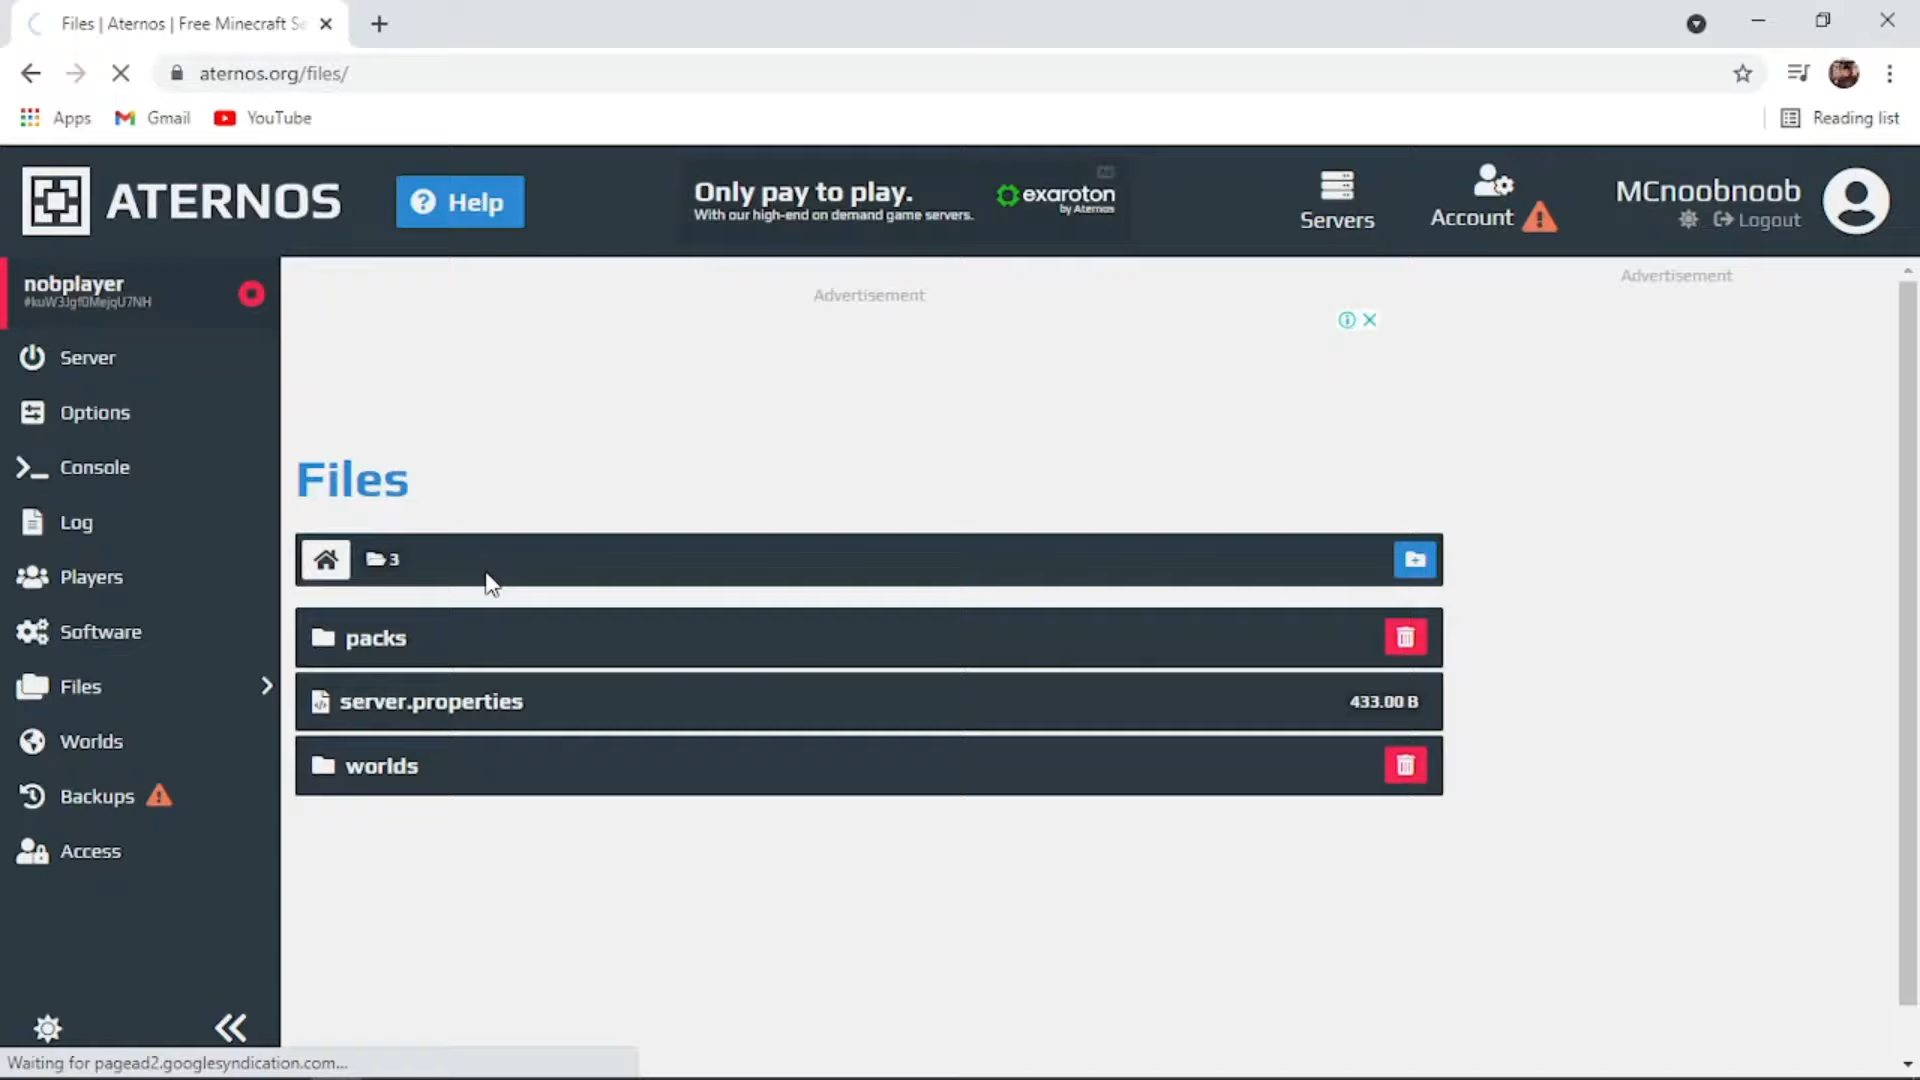 Files | Aternos | Free Minecraft Se
aternos.org/files/
Apps
Gmail
YouTube
Reading list
ATERNOS
Help
Only pay to play.
With our high-end on demand game servers.
exaroton
by Aternos
Ad
Servers
Account
MCnoobnoob
Logout
nobplayer
Server
Options
Console
Log
Players
Software
Files
Worlds
Backups
Access
Advertisement
Advertisement
Files
3
packs
server.properties
433.00 B
worlds
Waiting for pagead2.googlesyndication.com...